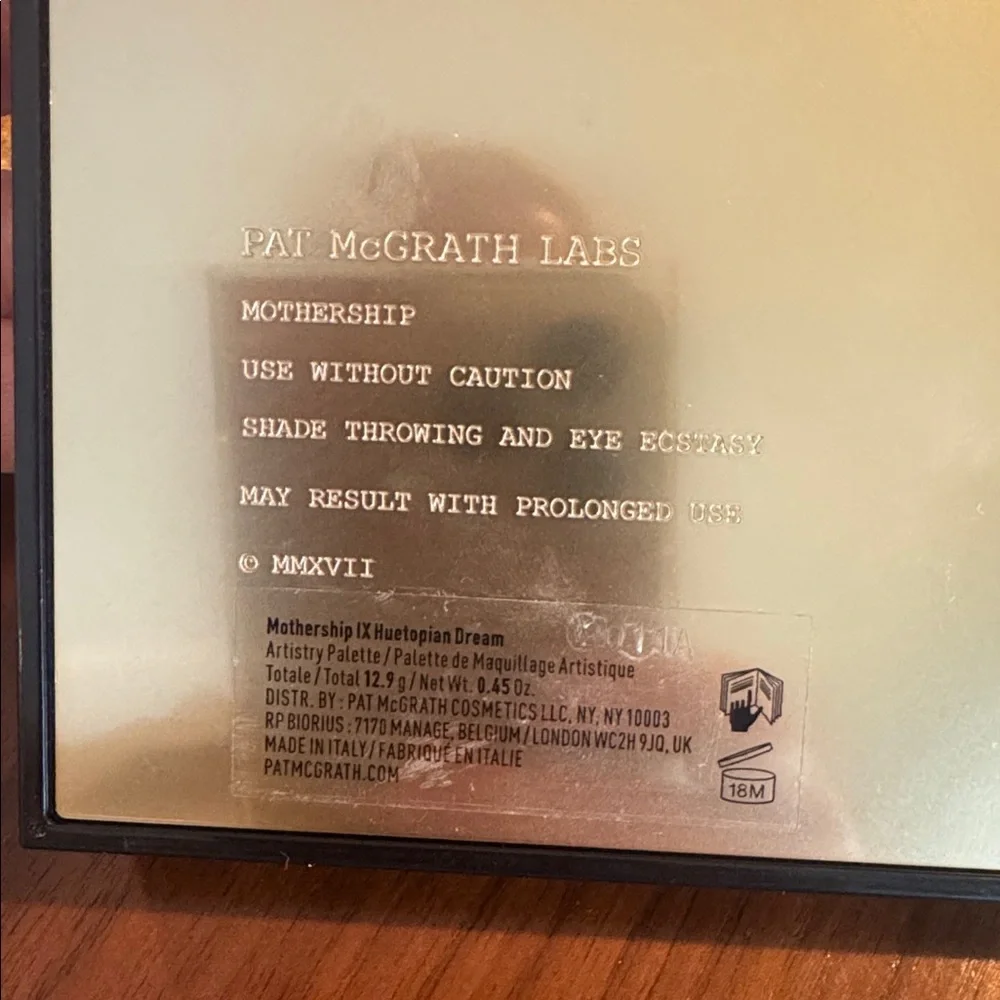 PAT McGRATH LABS
MOTHERSHIP
USE WITHOUT CAUTION
SHADE THROWING AND EYE ECSTASY
MAY RESULT WITH PROLONGED USE
© MMXVII
Mothership IX Huetopian Dream
Artistry Palette / Palette de Maquillage Artistique
Totale / Total 12.9 g / Net Wt. 0.45 Oz.
DISTR. BY : PAT McGRATH COSMETICS LLC, NY, NY 10003
RP BIORIUS : 7170 MANAGE, BELGIUM / LONDON WC2H 9JQ, UK
MADE IN ITALY / FABRIQUÉ EN ITALIE
PATMCGRATH.COM
18M